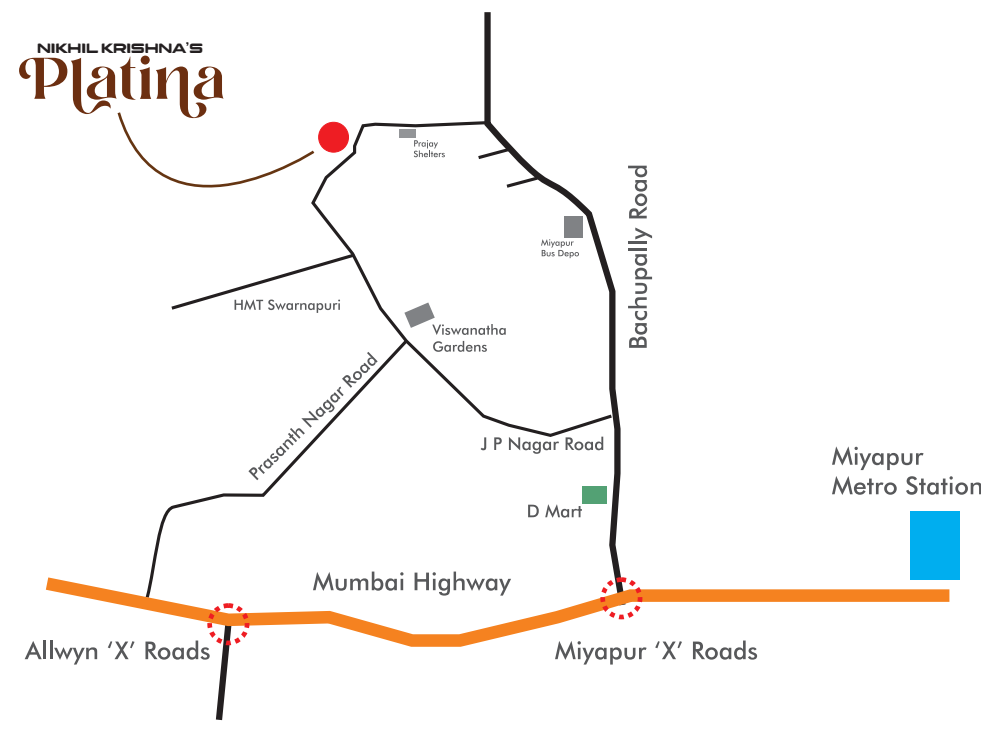 NIKHIL KRISHNA'S
Platina
Prajay
Shelters
Bachupally Road
Miyapur
Bus Depo
HMT Swarnapuri
Viswanatha
Gardens
Prasanth Nagar Road
J P Nagar Road
Miyapur
Metro Station
D Mart
Mumbai Highway
Allwyn ‘X’ Roads
Miyapur ‘X’ Roads